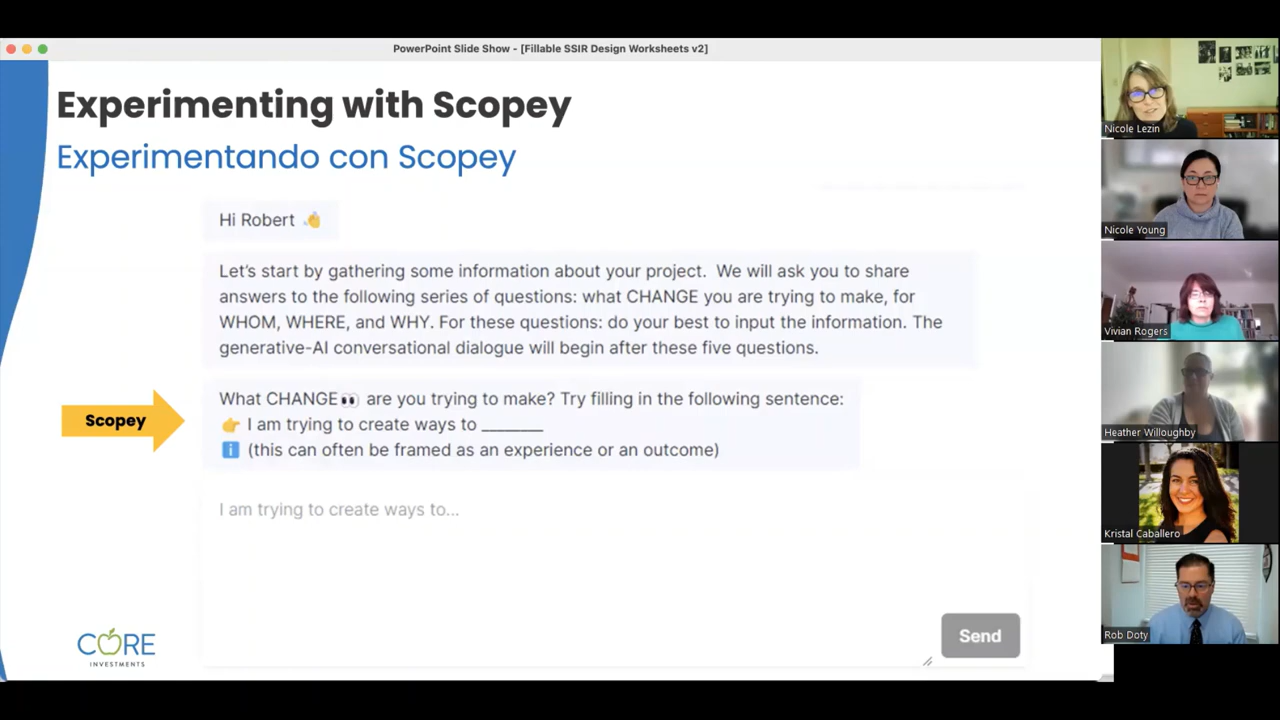 PowerPoint Slide Show - [Fillable SSIR Design Worksheets v2]
Experimenting with Scopey
Experimentando con Scopey
Hi Robert 👋
Let's start by gathering some information about your project. We will ask you to share
answers to the following series of questions: what CHANGE you are trying to make, for
WHOM, WHERE, and WHY. For these questions: do your best to input the information. The
generative-AI conversational dialogue will begin after these five questions.
Scopey
What CHANGE👀 are you trying to make? Try filling in the following sentence:
👉 I am trying to create ways to ________
ℹ️ (this can often be framed as an experience or an outcome)
I am trying to create ways to...
Send
CORE
INVESTMENTS
Nicole Lezin
Nicole Young
Vivian Rogers
Heather Willoughby
Kristal Caballero
Rob Doty